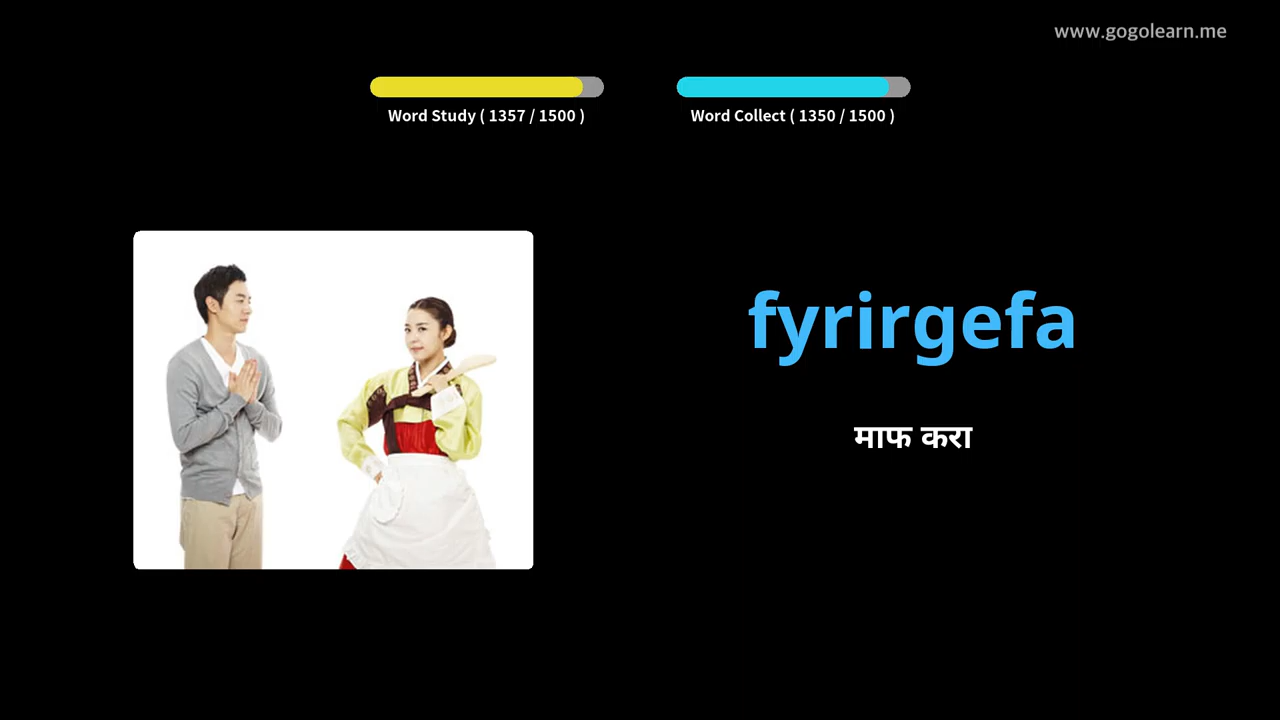 www.gogolearn.me
Word Study ( 1357 / 1500 )
Word Collect ( 1350 / 1500 )
fyrirgefa
माफ करा